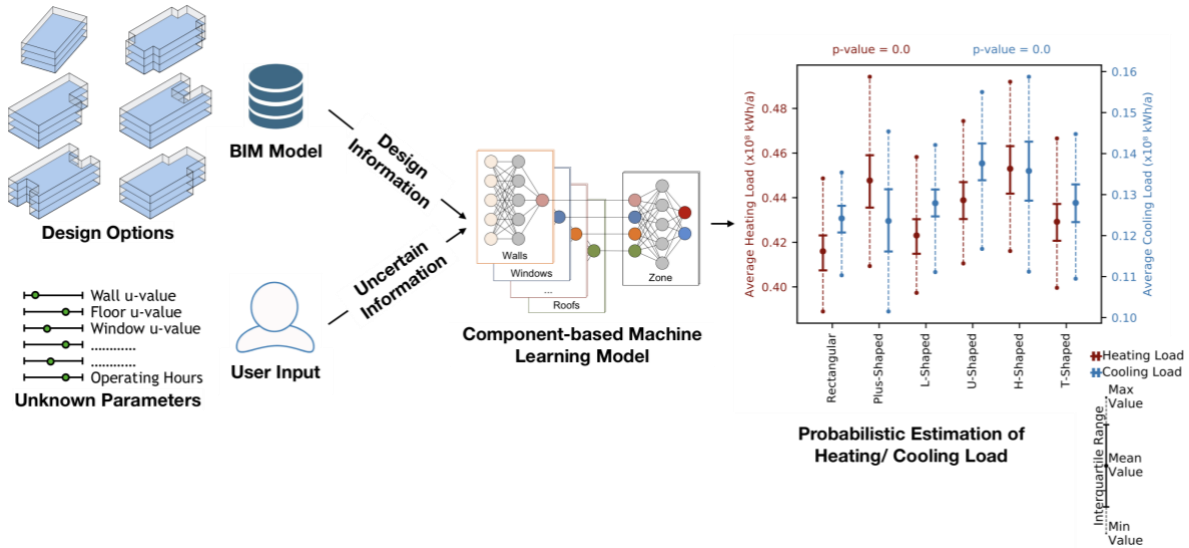 Design Options
BIM Model
Design
Information
Wall u-value
Floor u-value
Window u-value
............
............
Operating Hours
Unknown Parameters
User Input
Uncertain
Information
Walls
Windows
...
Roofs
Zone
Component-based Machine
Learning Model
p-value = 0.0
p-value = 0.0
Average Heating Load (x10⁸ kWh/a)
0.48
0.46
0.44
0.42
0.40
0.16
0.15
0.14
0.13
0.12
0.11
0.10
Average Cooling Load (x10⁸ kWh/a)
Rectangular
Plus-Shaped
L-Shaped
U-Shaped
H-Shaped
T-Shaped
Probabilistic Estimation of
Heating/ Cooling Load
Heating Load
Cooling Load
Max
Value
Interquartile Range
Mean
Value
Min
Value